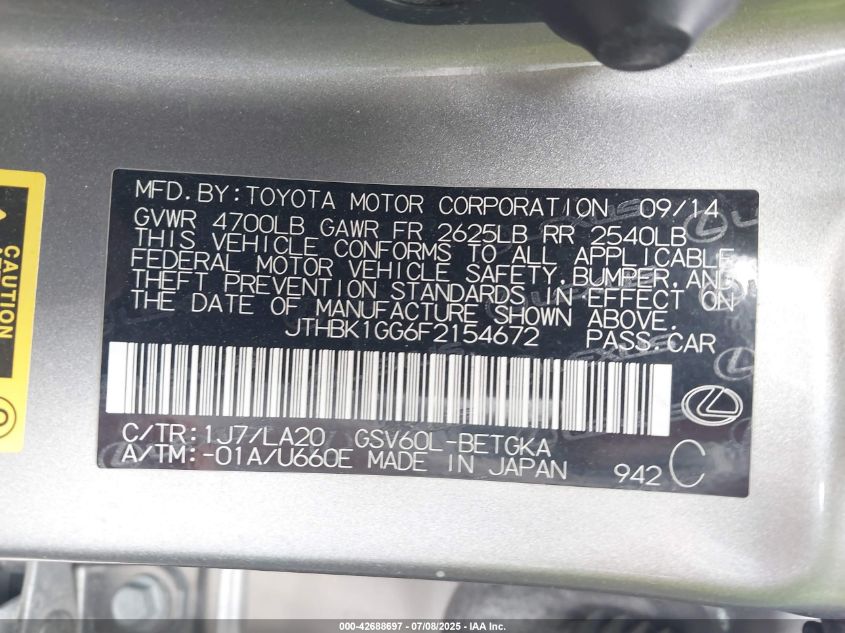 MFD.BY:TOYOTA MOTOR CORPORATION 09/14
GVWR 4700LB GAWR FR 2625LB RR 2540LB
THIS VEHICLE CONFORMS TO ALL APPLICABLE
FEDERAL MOTOR VEHICLE SAFETY,BUMPER,AND
THEFT PREVENTION STANDARDS IN EFFECT ON
THE DATE OF MANUFACTURE SHOWN ABOVE.
JTHBK1GG6F2154672 PASS.CAR
C/TR:1J7/LA20 GSV60L-BETGKA
A/TM:-01A/U660E MADE IN JAPAN 942 C
CAUTION
000-42688697 - 07/08/2025 - IAA Inc.